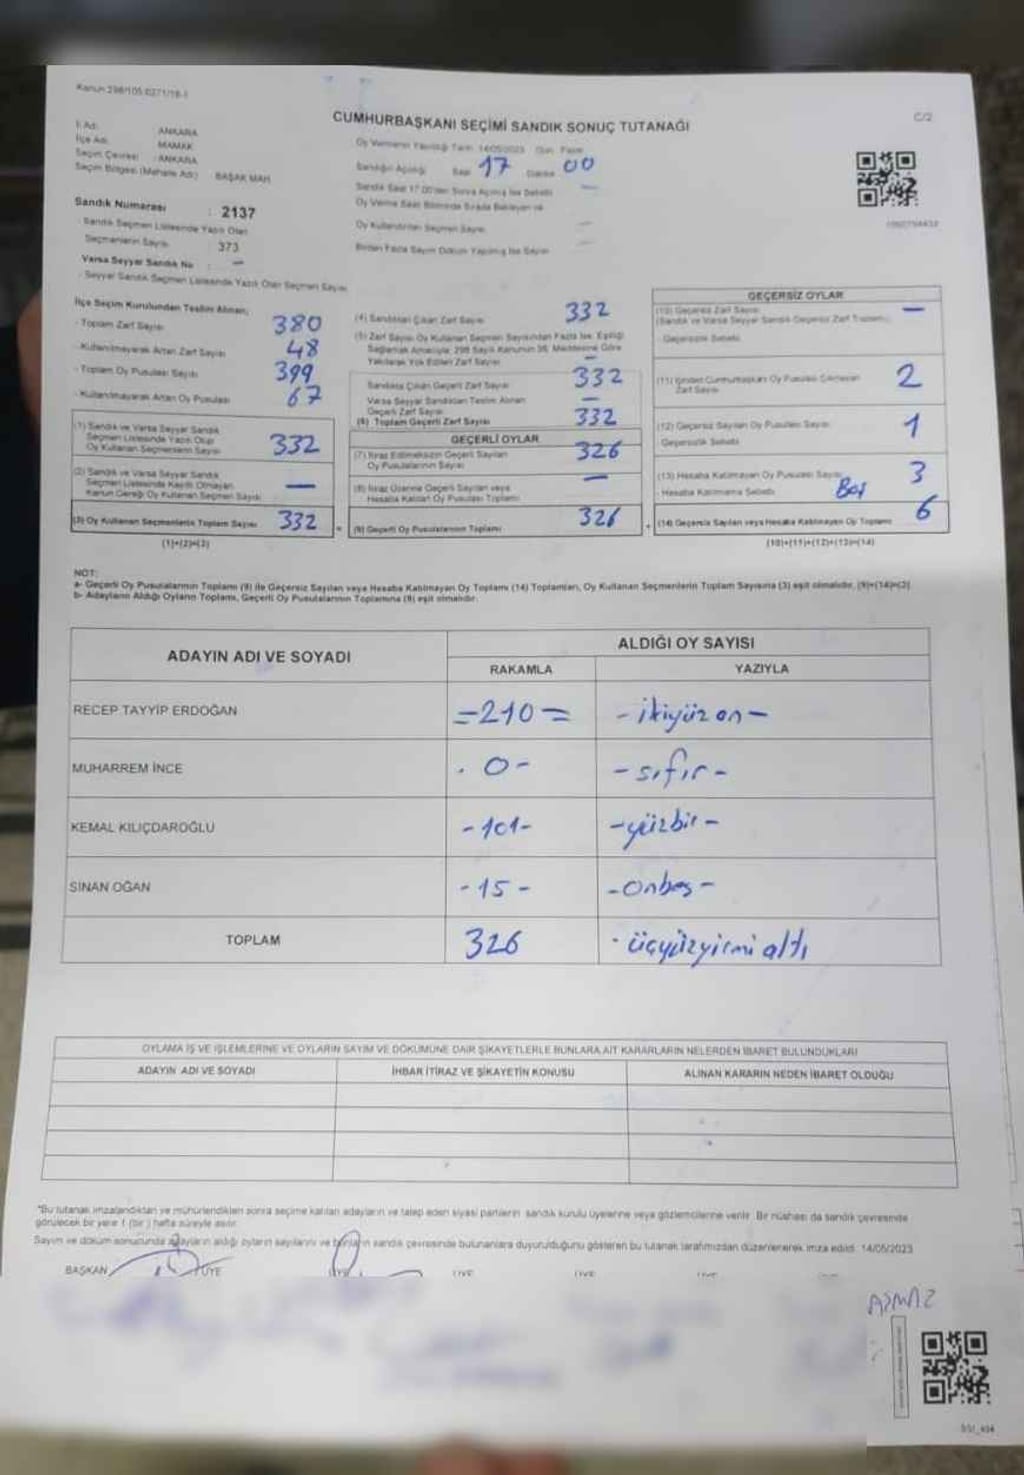 Kanun 298/105 0271/18-1
CUMHURBAŞKANI SEÇİMİ SANDIK SONUÇ TUTANAĞI
C/2
İl Adı : ANKARA
İlçe Adı : MAMAK
Seçim Çevresi : ANKARA
Seçim Bölgesi (Mahalle Adı) : BAŞAK MAH
Oy Vermenin Yapıldığı Tarih 14/05/2023 Gün Pazar
Sandığın Açıldığı Saat 17 Dakika 00
Sandık Saat 17.00'den Sonra Açılmış İse Sebebi —
Oy Verme Saati Bitiminde Sırada Bekleyen ve
Oy Kullandırılan Seçmen Sayısı —
Birden Fazla Sayım Döküm Yapılmış İse Sayısı —
Sandık Numarası : 2137
- Sandık Seçmen Listesinde Yazılı Olan
Seçmenlerin Sayısı 373
Varsa Seyyar Sandık No : —
- Seyyar Sandık Seçmen Listesinde Yazılı Olan Seçmen Sayısı
İlçe Seçim Kurulundan Teslim Alınan;
- Toplam Zarf Sayısı 380
- Kullanılmayarak Artan Zarf Sayısı 48
- Toplam Oy Pusulası Sayısı 399
- Kullanılmayarak Artan Oy Pusulası 67
(1) Sandık ve Varsa Seyyar Sandık
Seçmen Listesinde Yazılı Olup
Oy Kullanan Seçmenlerin Sayısı 332
(2) Sandık ve Varsa Seyyar Sandık
Seçmen Listesinde Kayıtlı Olmayan
Kanun Gereği Oy Kullanan Seçmen Sayısı —
(3) Oy Kullanan Seçmenlerin Toplam Sayısı 332 =
(1)+(2)=(3)
(4) Sandıktan Çıkan Zarf Sayısı 332
(5) Zarf Sayısı Oy Kullanan Seçmen Sayısından Fazla İse, Eşitliği
Sağlamak Amacıyla, 298 Sayılı Kanunun 98. Maddesine Göre
Yakılarak Yok Edilen Zarf Sayısı —
Sandıkta Çıkan Geçerli Zarf Sayısı 332
Varsa Seyyar Sandıktan Teslim Alınan
Geçerli Zarf Sayısı —
(6) Toplam Geçerli Zarf Sayısı 332
GEÇERLİ OYLAR
(7) İtiraz Edilmeksizin Geçerli Sayılan
Oy Pusulalarının Sayısı 326
(8) İtiraz Üzerine Geçerli Sayılan veya
Hesaba Katılan Oy Pusulası Toplamı —
(9) Geçerli Oy Pusulalarının Toplamı 326 +
GEÇERSİZ OYLAR
(10) Geçersiz Zarf Sayısı —
(Sandık ve Varsa Seyyar Sandık Geçersiz Zarf Toplamı)
- Geçersizlik Sebebi
(11) İçinden Cumhurbaşkanı Oy Pusulası Çıkmayan
Zarf Sayısı 2
(12) Geçersiz Sayılan Oy Pusulası Sayısı 1
- Geçersizlik Sebebi
(13) Hesaba Katılmayan Oy Pusulası Sayısı 3
- Hesaba Katılmama Sebebi Boş
(14) Geçersiz Sayılan veya Hesaba Katılmayan Oy Toplamı 6
(10)+(11)+(12)+(13)=(14)
NOT:
a- Geçerli Oy Pusulalarının Toplamı (9) ile Geçersiz Sayılan veya Hesaba Katılmayan Oy Toplamı (14) Toplamları, Oy Kullanan Seçmenlerin Toplam Sayısına (3) eşit olmalıdır. (9)+(14)=(3)
b- Adayların Aldığı Oyların Toplamı, Geçerli Oy Pusulalarının Toplamına (9) eşit olmalıdır.
ADAYIN ADI VE SOYADI
ALDIĞI OY SAYISI
RAKAMLA YAZIYLA
RECEP TAYYİP ERDOĞAN =210= -ikiyüz on-
MUHARREM İNCE . 0- -sıfır-
KEMAL KILIÇDAROĞLU -101- -yüzbir-
SİNAN OĞAN -15- -Onbeş-
TOPLAM 326 · üçyüzyirmi altı
OYLAMA İŞ VE İŞLEMLERİNE VE OYLARIN SAYIM VE DÖKÜMÜNE DAİR ŞİKAYETLERLE BUNLARA AİT KARARLARIN NELERDEN İBARET BULUNDUKLARI
ADAYIN ADI VE SOYADI İHBAR İTİRAZ VE ŞİKAYETİN KONUSU ALINAN KARARIN NEDEN İBARET OLDUĞU
*Bu tutanak imzalandıktan ve mühürlendikten sonra seçime katılan adayların ve talep eden siyasi partilerin sandık kurulu üyelerine veya gözlemcilerine verilir. Bir nüshası da sandık çevresinde
görülecek bir yere 1 (bir) hafta süreyle asılır.
Sayım ve döküm sonucunda adayların aldığı oyların sayılarını ve bunların sandık çevresinde bulunanlara duyurulduğunu gösteren bu tutanak tarafımızdan düzenlenerek imza edildi. 14/05/2023
BAŞKAN ÜYE ÜYE ÜYE ÜYE